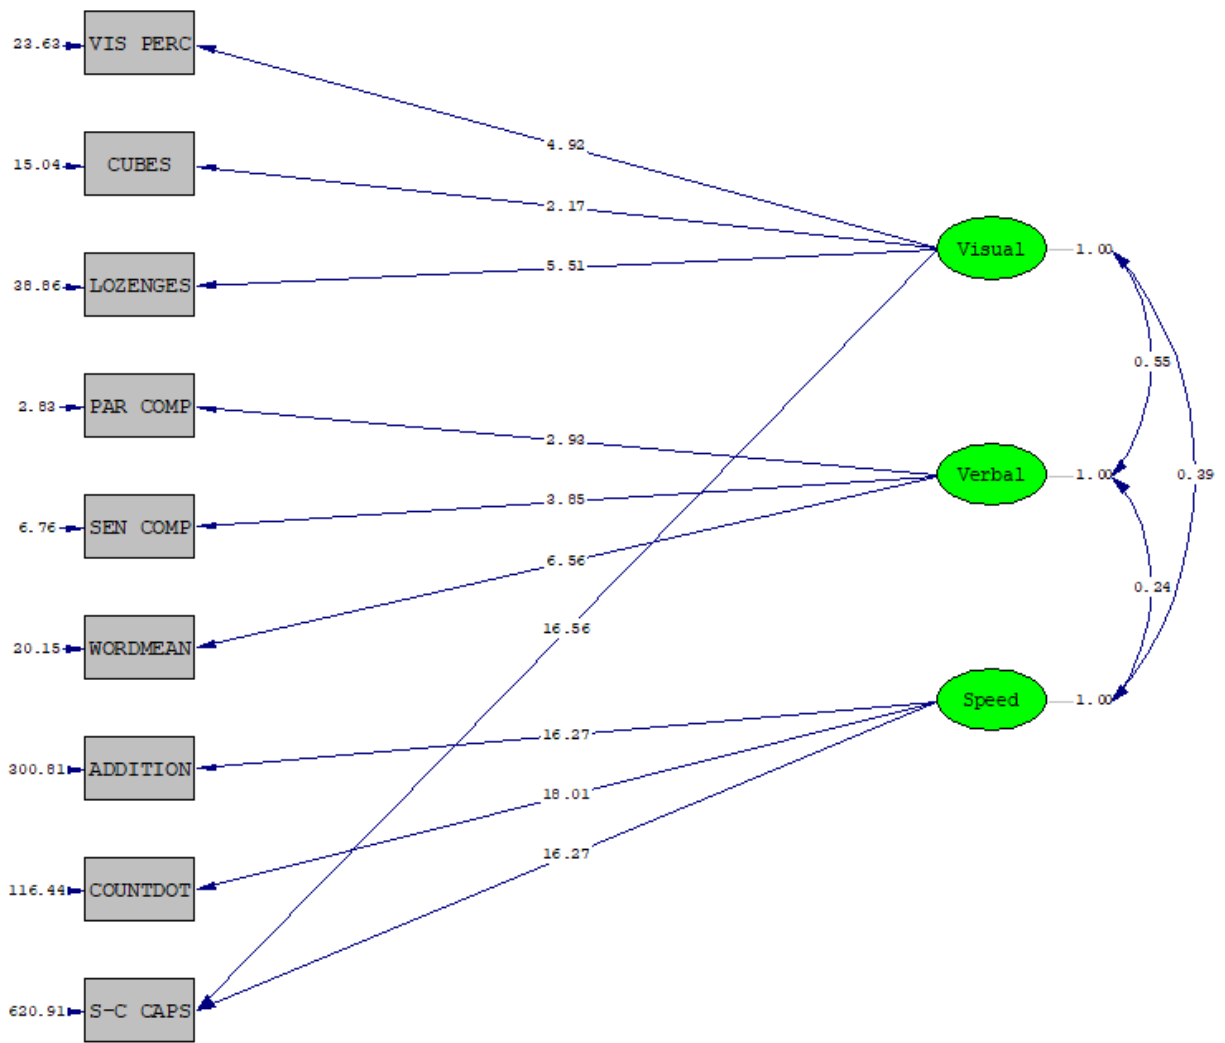 23.63 VIS PERC
4.92
15.04 CUBES
2.17
Visual 1.00
5.51
38.86 LOZENGES
0.55
2.83 PAR COMP
2.93
Verbal 1.00
0.39
3.85
6.76 SEN COMP
6.56
0.24
16.56
20.15 WORDMEAN
Speed 1.00
16.27
300.81 ADDITION
18.01
16.27
116.44 COUNTDOT
620.91 S-C CAPS